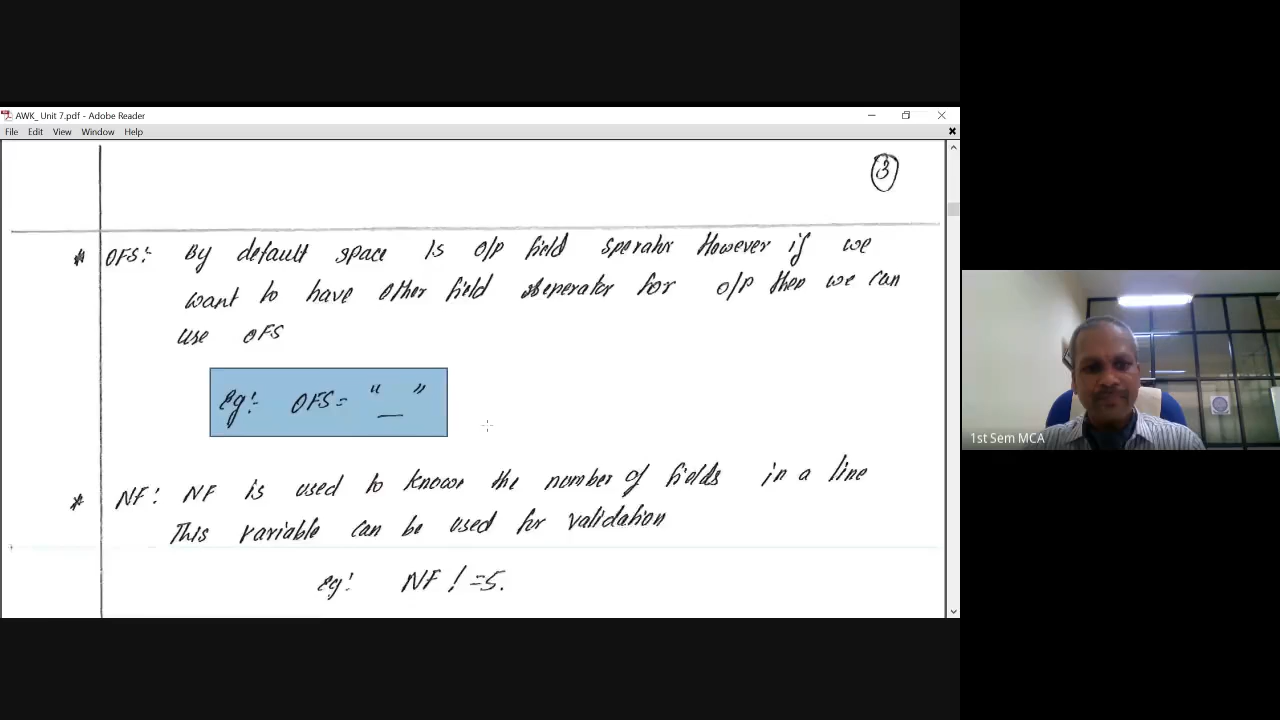 AWK_ Unit 7.pdf - Adobe Reader
File Edit View Window Help
3
* OFS:- By default space is o/p field sperator However if we
want to have other field seperator for o/p then we can
use OFS
eg:- OFS= "_"
* NF: NF is used to known the number of fields in a line
This variable can be used for validation
eg: NF != 5.
1st Sem MCA